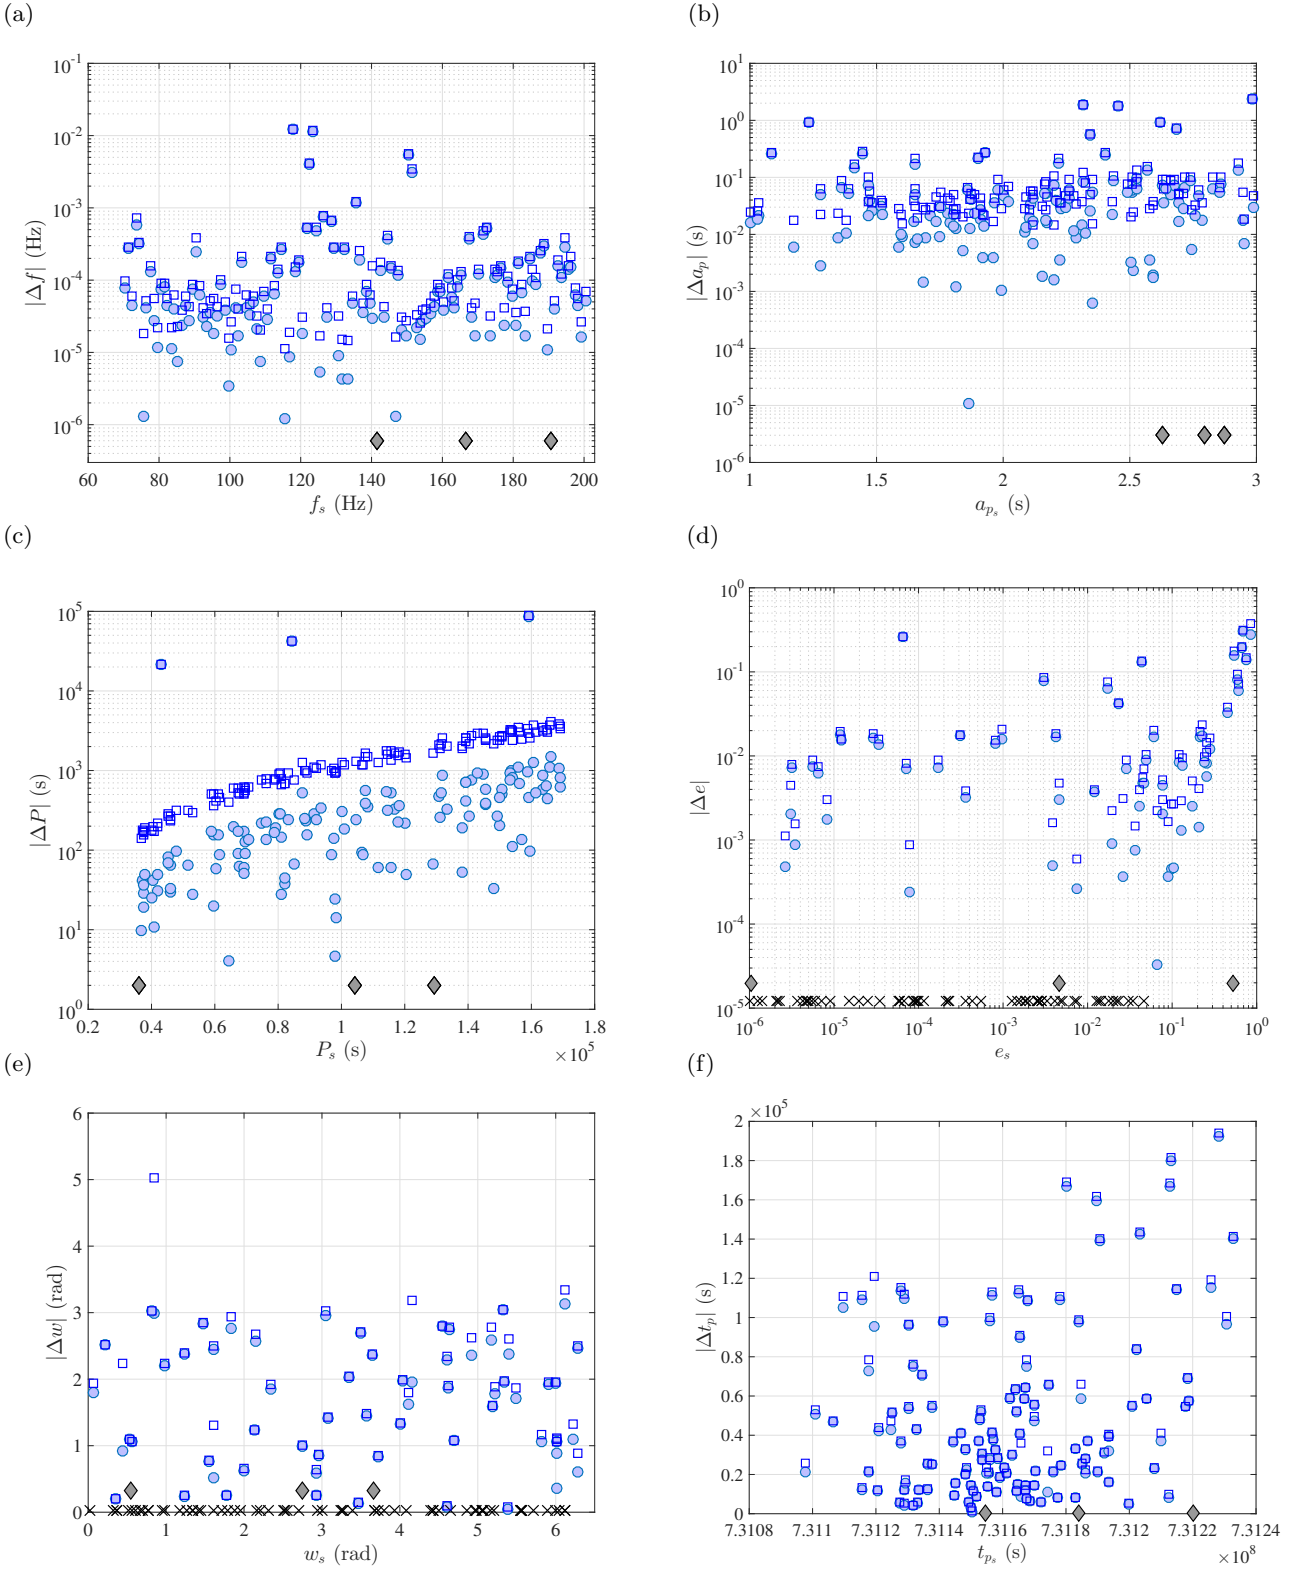 (a)
10^-1
10^-2
10^-3
10^-4
10^-5
10^-6
|Δf| (Hz)
60 80 100 120 140 160 180 200
f_s (Hz)
(b)
10^1
10^0
10^-1
10^-2
10^-3
10^-4
10^-5
10^-6
|Δa_p| (s)
1 1.5 2 2.5 3
a_{p_s} (s)
(c)
10^5
10^4
10^3
10^2
10^1
10^0
|ΔP| (s)
0.2 0.4 0.6 0.8 1 1.2 1.4 1.6 1.8
P_s (s)
×10^5
(d)
10^0
10^-1
10^-2
10^-3
10^-4
10^-5
|Δe|
10^-6 10^-5 10^-4 10^-3 10^-2 10^-1 10^0
e_s
(e)
6
5
4
3
2
1
0
|Δw| (rad)
0 1 2 3 4 5 6
w_s (rad)
(f)
×10^5
2
1.8
1.6
1.4
1.2
1
0.8
0.6
0.4
0.2
0
|Δt_p| (s)
7.3108 7.311 7.3112 7.3114 7.3116 7.3118 7.312 7.3122 7.3124
t_{p_s} (s)
×10^8